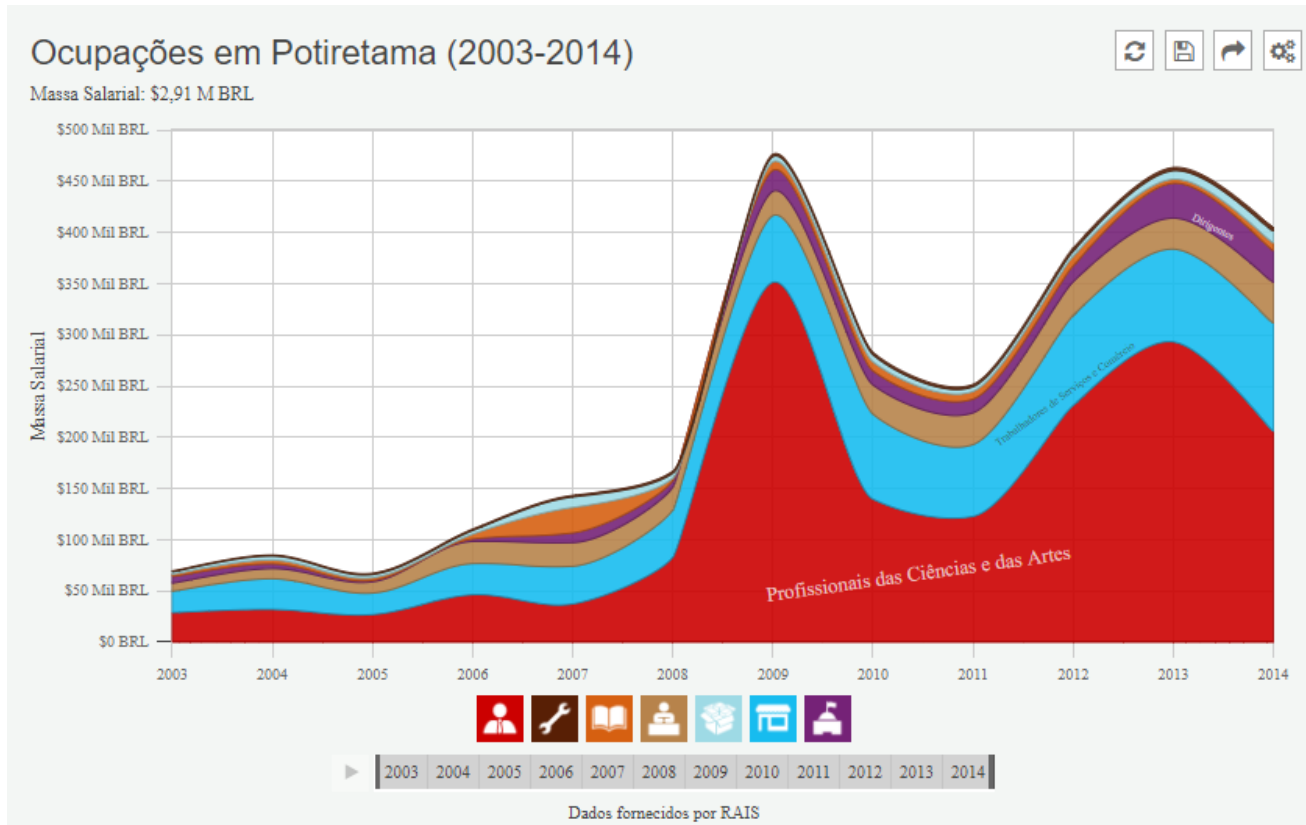 Ocupações em Potiretama (2003-2014)
Massa Salarial: $2,91 M BRL
$500 Mil BRL
$450 Mil BRL
$400 Mil BRL
$350 Mil BRL
$300 Mil BRL
$250 Mil BRL
$200 Mil BRL
$150 Mil BRL
$100 Mil BRL
$50 Mil BRL
$0 BRL
Massa Salarial
Dirigentes
Trabalhadores de Serviços e Comércio
Profissionais das Ciências e das Artes
2003 2004 2005 2006 2007 2008 2009 2010 2011 2012 2013 2014
2003 2004 2005 2006 2007 2008 2009 2010 2011 2012 2013 2014
Dados fornecidos por RAIS